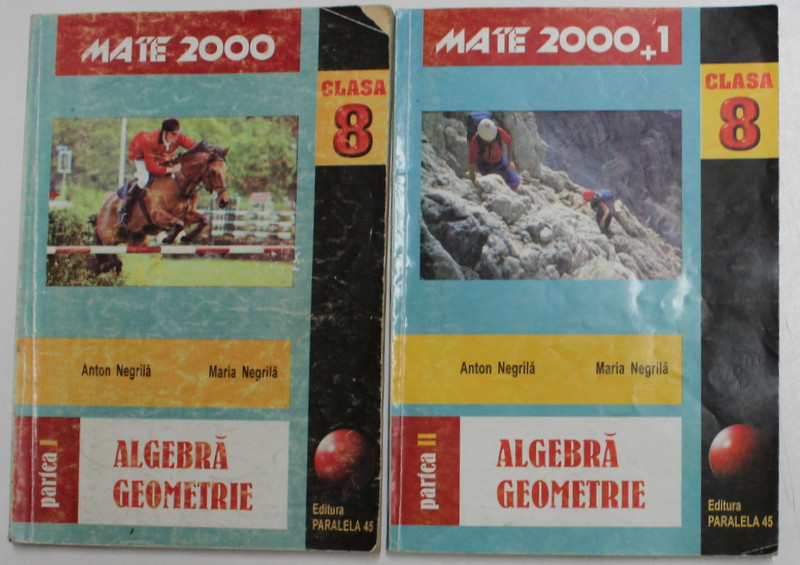 MATE 2000
CLASA
8
Anton Negrilă
Maria Negrilă
partea I
ALGEBRĂ
GEOMETRIE
Editura
PARALELA 45
MATE 2000+1
CLASA
8
Anton Negrilă
Maria Negrilă
partea II
ALGEBRĂ
GEOMETRIE
Editura
PARALELA 45